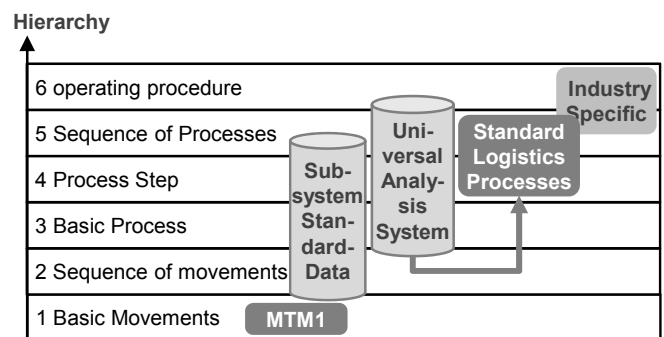 Hierarchy
6 operating procedure
Industry
Specific
5 Sequence of Processes
Uni-
versal
Analy-
sis
System
Standard
Logistics
Processes
4 Process Step
Sub-
system
Stan-
dard-
Data
3 Basic Process
2 Sequence of movements
1 Basic Movements
MTM1